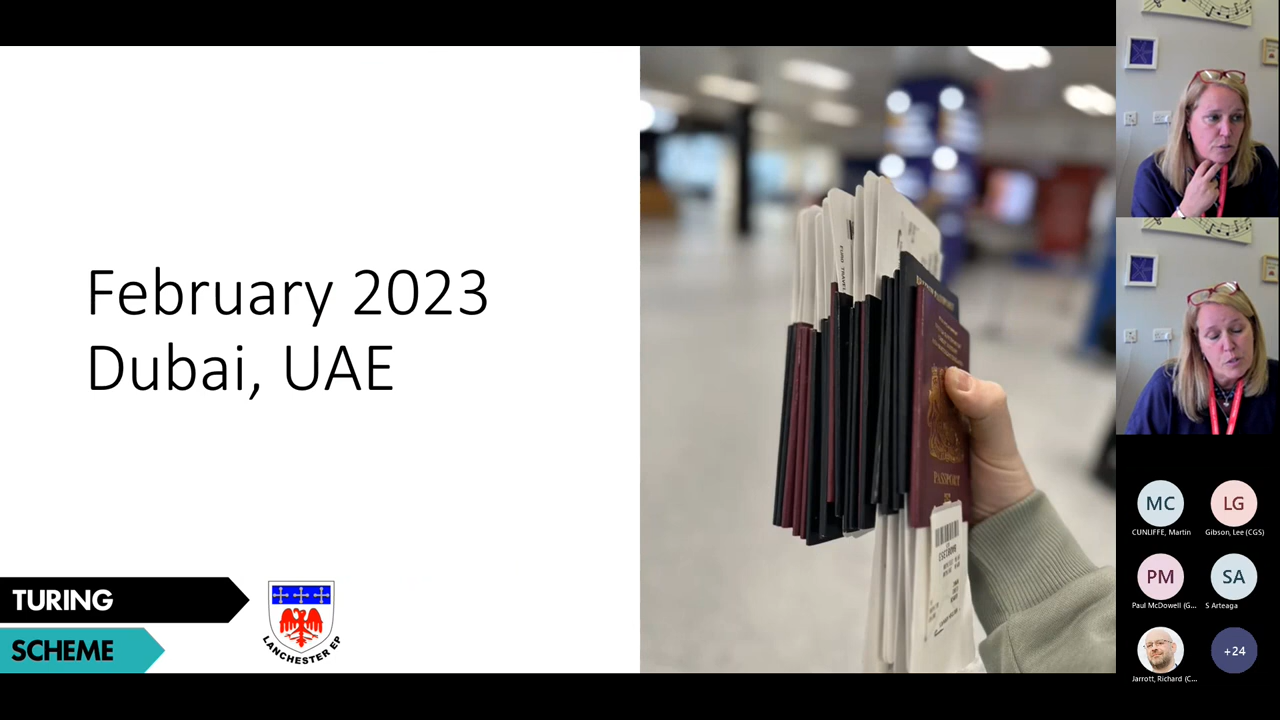 February 2023
Dubai, UAE
TURING
SCHEME
LANCHESTER EP
PASSPORT
MC
CUNLIFFE, Martin
LG
Gibson, Lee (CGS)
PM
Paul McDowell (G...
SA
S Arteaga
Jarrott, Richard (C...
+24